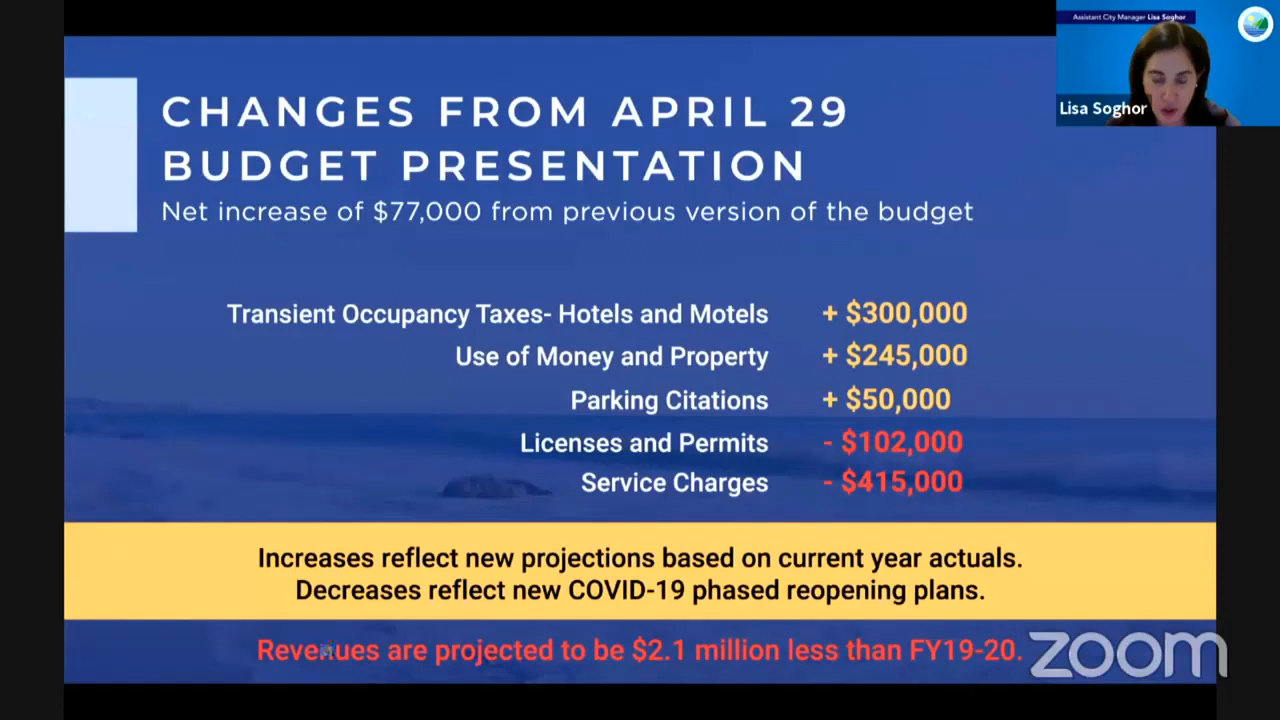 Assistant City Manager Lisa Soghor
Lisa Soghor
CHANGES FROM APRIL 29
BUDGET PRESENTATION
Net increase of $77,000 from previous version of the budget
Transient Occupancy Taxes- Hotels and Motels + $300,000
Use of Money and Property + $245,000
Parking Citations + $50,000
Licenses and Permits - $102,000
Service Charges - $415,000
Increases reflect new projections based on current year actuals.
Decreases reflect new COVID-19 phased reopening plans.
Revenues are projected to be $2.1 million less than FY19-20.
zoom